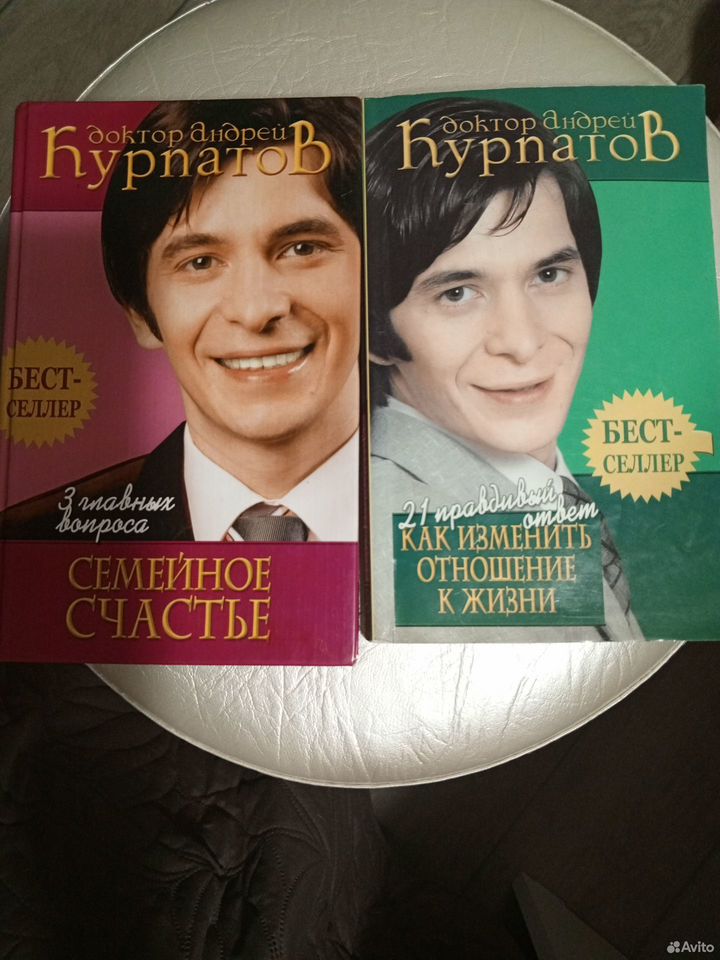 доктор Андрей
Курпатов
БЕСТ-
СЕЛЛЕР
3 главных
вопроса
СЕМЕЙНОЕ
СЧАСТЬЕ
доктор Андрей
Курпатов
БЕСТ-
СЕЛЛЕР
21 правдивый
ответ
КАК ИЗМЕНИТЬ
ОТНОШЕНИЕ
К ЖИЗНИ
Avito